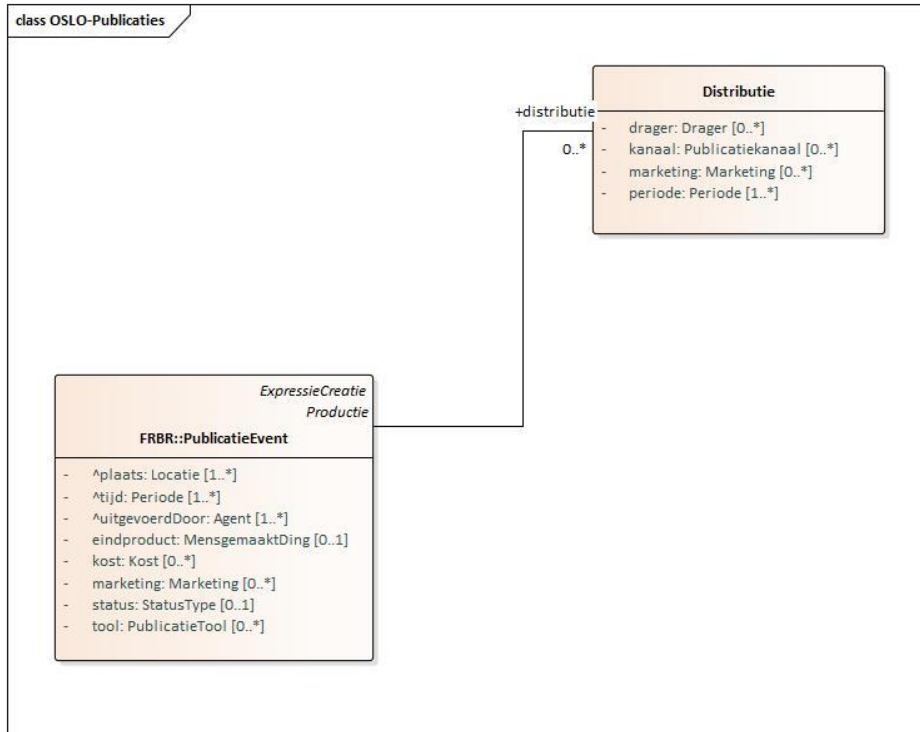 class OSLO-Publicaties
Distributie
- drager: Drager [0..*]
- kanaal: Publicatiekanaal [0..*]
- marketing: Marketing [0..*]
- periode: Periode [1..*]
+distributie
0..*
ExpressieCreatie
Productie
FRBR::PublicatieEvent
- ^plaats: Locatie [1..*]
- ^tijd: Periode [1..*]
- ^uitgevoerdDoor: Agent [1..*]
- eindproduct: MensgemaaktDing [0..1]
- kost: Kost [0..*]
- marketing: Marketing [0..*]
- status: StatusType [0..1]
- tool: PublicatieTool [0..*]